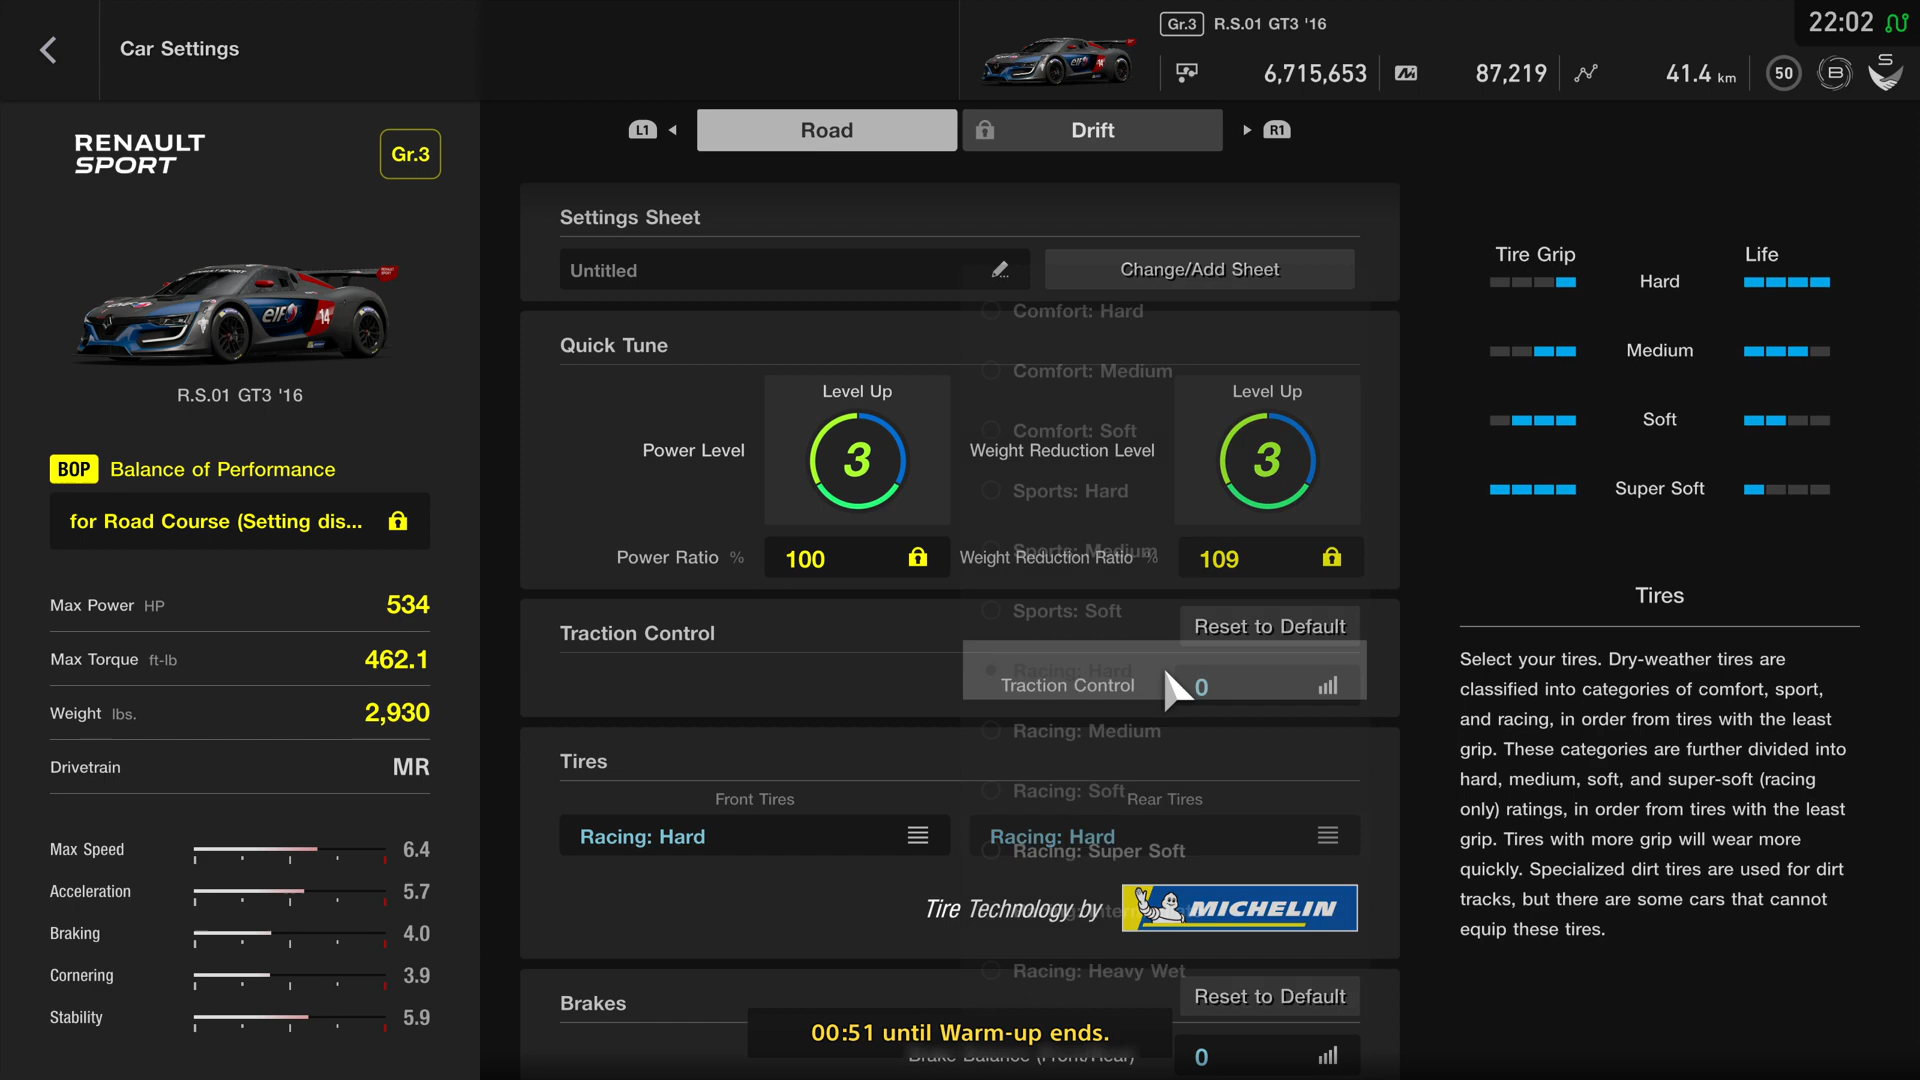 Car Settings
Gr.3 R.S.01 GT3 '16
22:02
6,715,653
87,219
41.4 km
50
B
S
L1
Road
Drift
R1
RENAULT
SPORT
Gr.3
elf
14
R.S.01 GT3 '16
BOP Balance of Performance
for Road Course (Setting dis...
Max Power HP 534
Max Torque ft-lb 462.1
Weight lbs. 2,930
Drivetrain MR
Max Speed 6.4
Acceleration 5.7
Braking 4.0
Cornering 3.9
Stability 5.9
Settings Sheet
Untitled
Change/Add Sheet
Comfort: Hard
Quick Tune
Comfort: Medium
Level Up
Level Up
Comfort: Soft
Power Level 3
Weight Reduction Level 3
Sports: Hard
Sports: Medium
Power Ratio % 100
Weight Reduction Ratio % 109
Sports: Soft
Traction Control
Reset to Default
Racing: Hard
Traction Control 0
Racing: Medium
Tires
Racing: Soft
Front Tires
Rear Tires
Racing: Hard
Racing: Hard
Racing: Super Soft
Tire Technology by MICHELIN
Racing: Heavy Wet
Brakes
Reset to Default
00:51 until Warm-up ends.
Brake Balance (Front/Rear) 0
Tire Grip
Life
Hard
Medium
Soft
Super Soft
Tires
Select your tires. Dry-weather tires are
classified into categories of comfort, sport,
and racing, in order from tires with the least
grip. These categories are further divided into
hard, medium, soft, and super-soft (racing
only) ratings, in order from tires with the least
grip. Tires with more grip will wear more
quickly. Specialized dirt tires are used for dirt
tracks, but there are some cars that cannot
equip these tires.